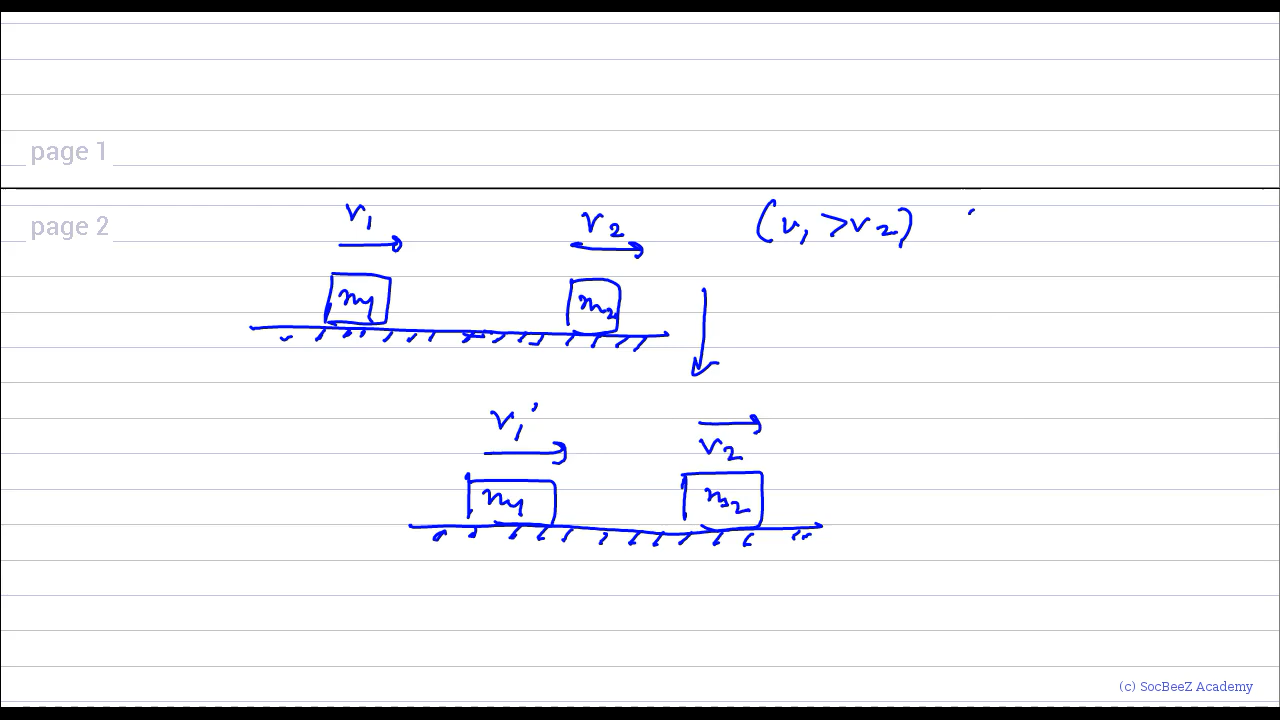 page 1
page 2
v1 v2 (v1 >v2)
m1 m2
v1' v2
m1 m2
(c) SocBeeZ Academy